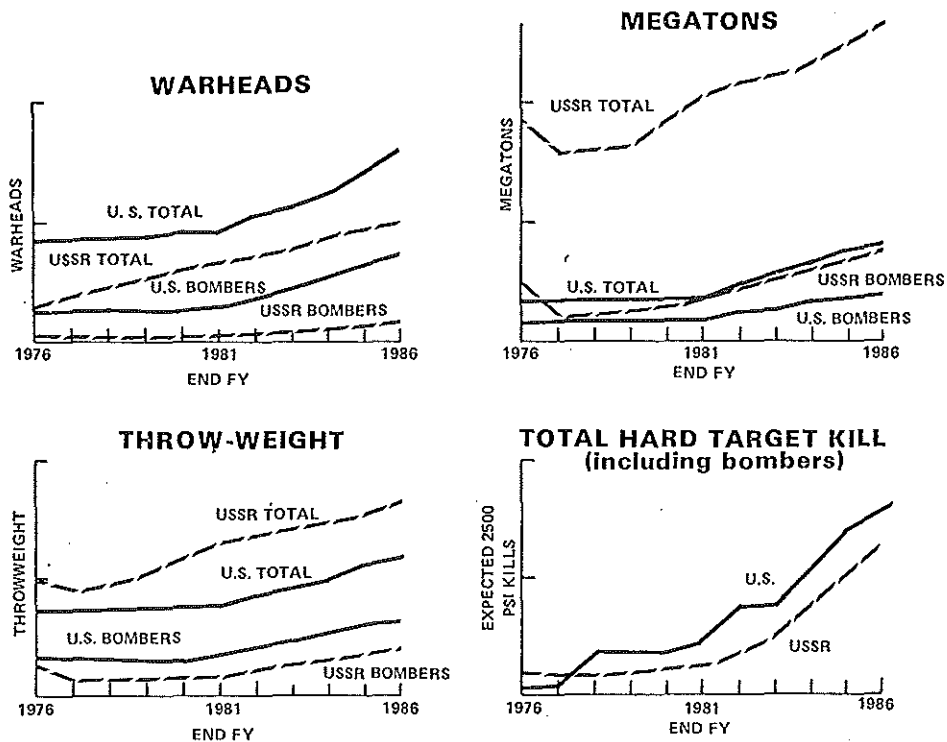 WARHEADS
WARHEADS
U. S. TOTAL
USSR TOTAL
U.S. BOMBERS
USSR BOMBERS
1976 1981 1986
END FY
MEGATONS
MEGATONS
USSR TOTAL
U.S. TOTAL
USSR BOMBERS
U.S. BOMBERS
1976 1981 1986
END FY
THROW-WEIGHT
THROWWEIGHT
USSR TOTAL
U.S. TOTAL
U.S. BOMBERS
USSR BOMBERS
1976 1981 1986
END FY
TOTAL HARD TARGET KILL
(including bombers)
EXPECTED 2500
PSI KILLS
U.S.
USSR
1976 1981 1986
END FY